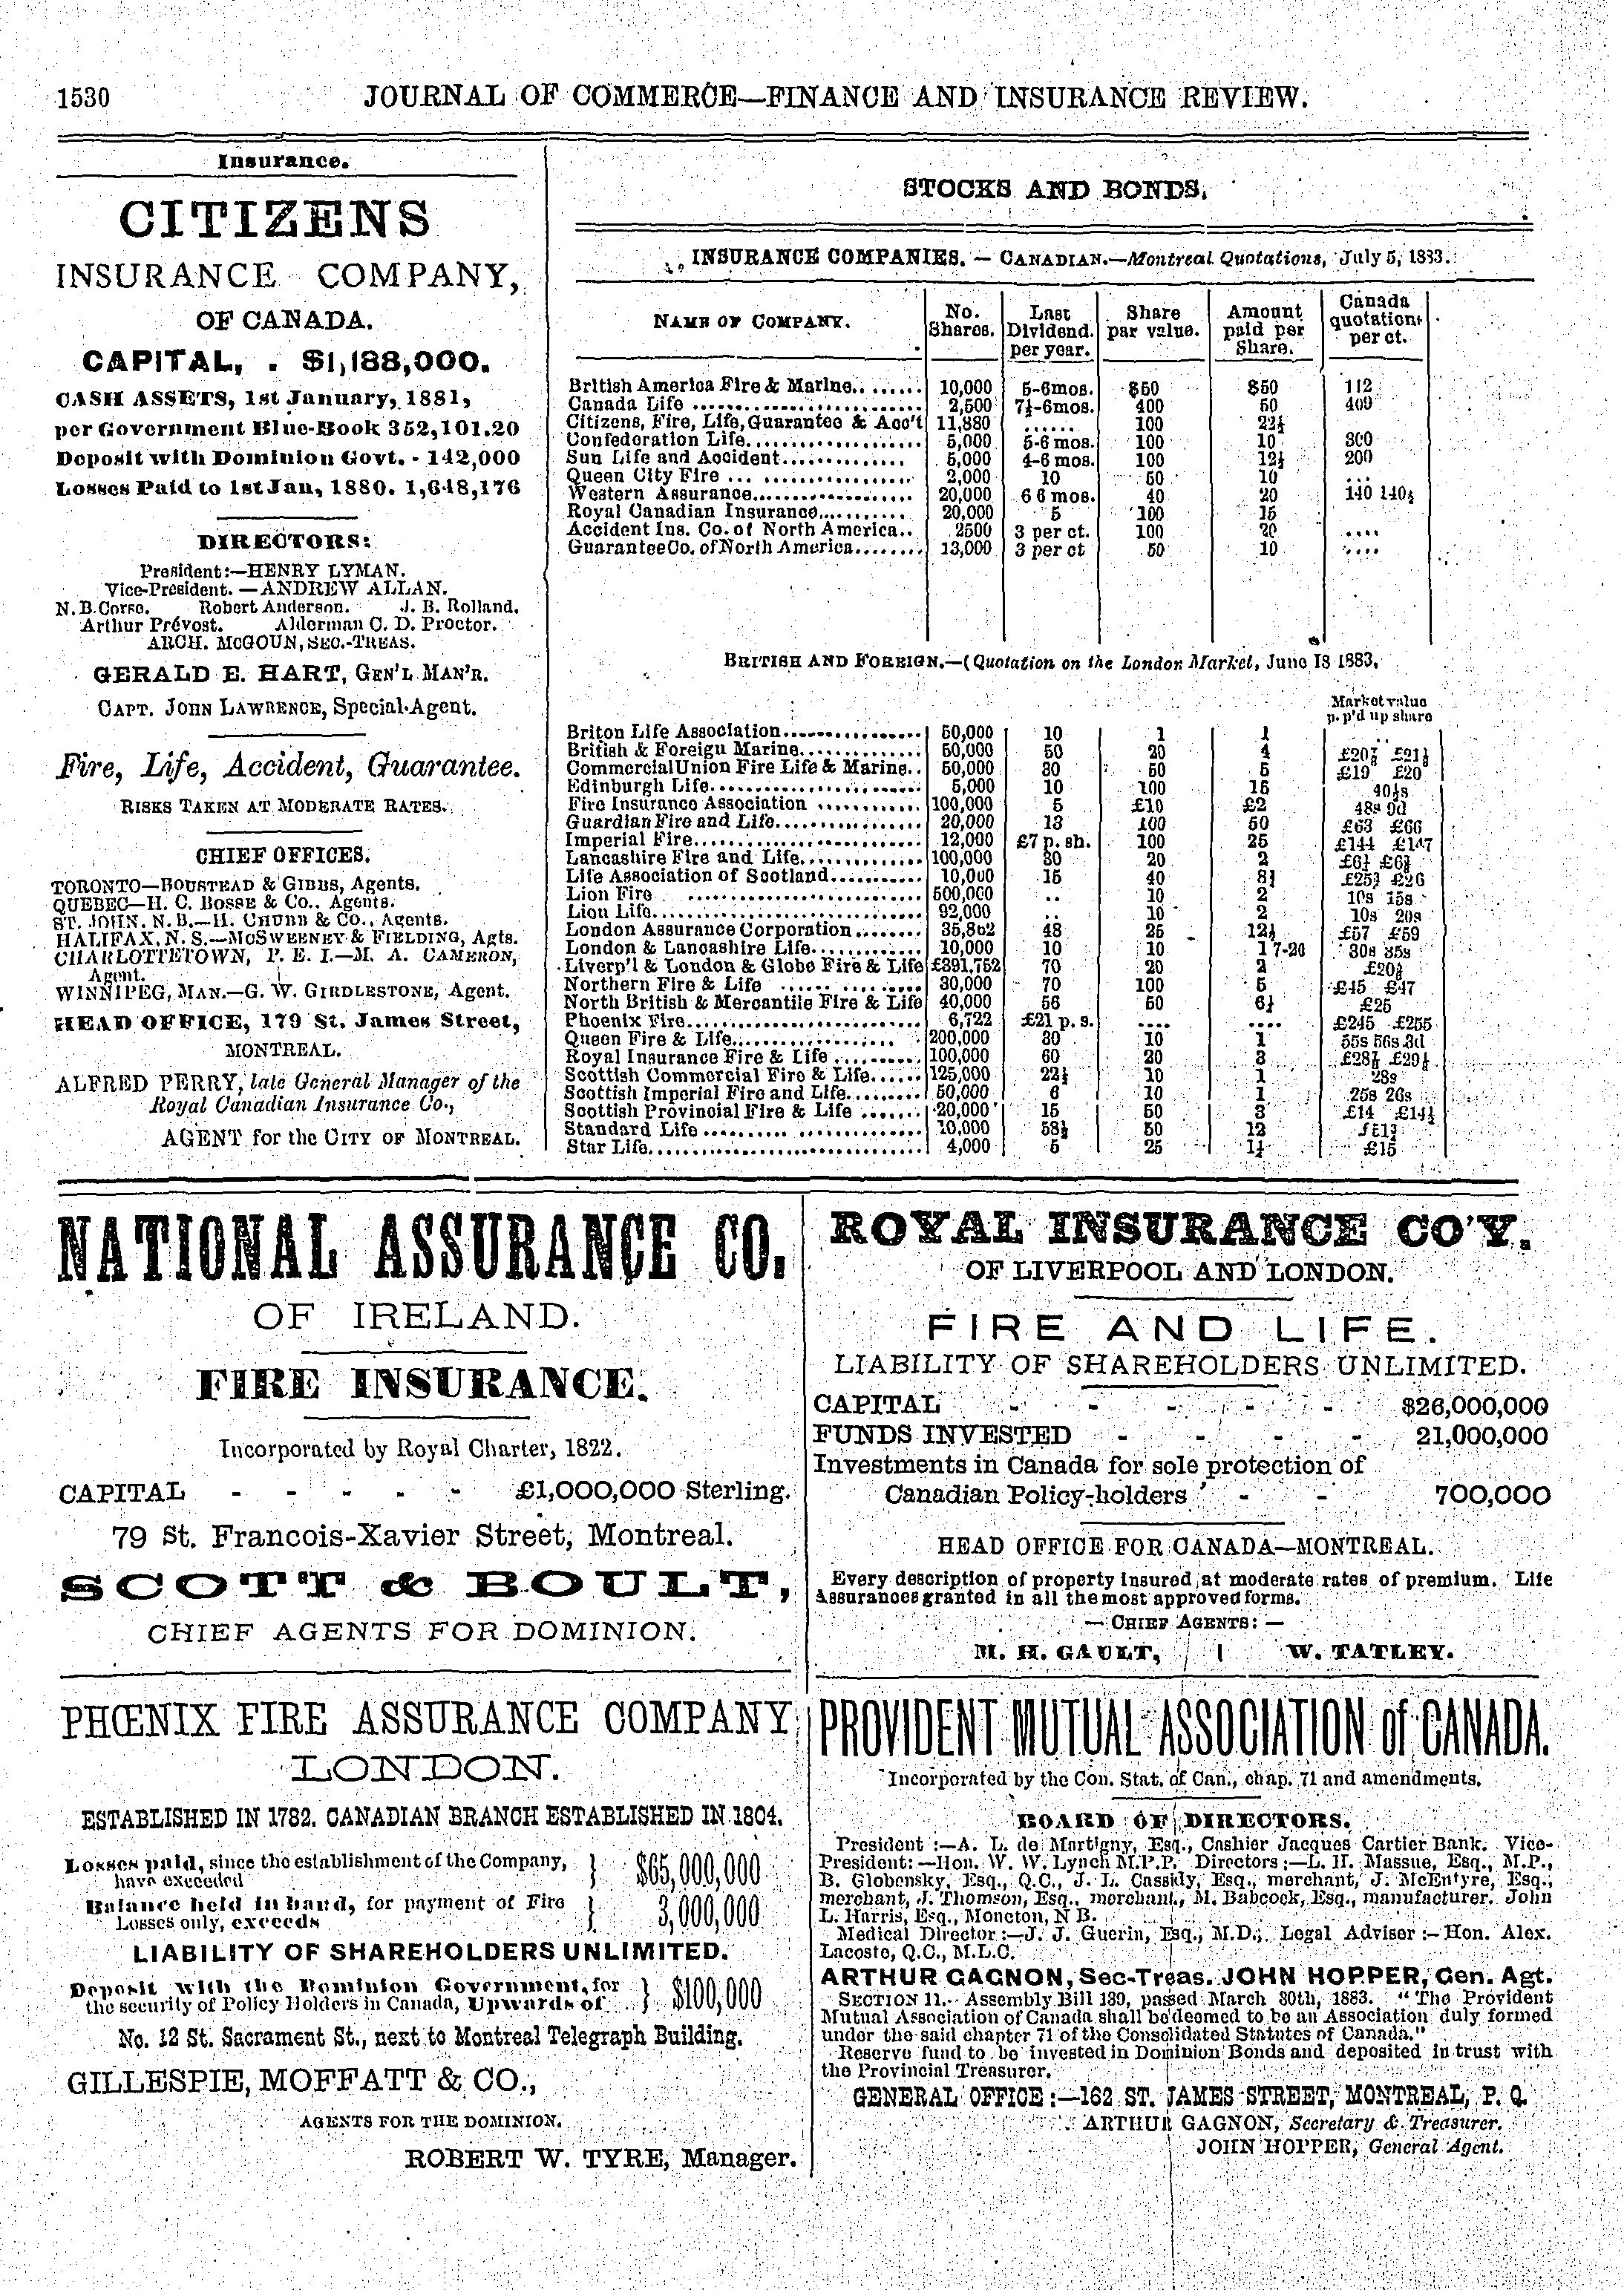 1530 JOURNAL OF COMMERCE—FINANCE AND INSURANCE REVIEW.
Insurance.
CITIZENS
INSURANCE COMPANY,
OF CANADA.
CAPITAL, . $1,188,000.
CASH ASSETS, 1st January, 1881,
per Government Blue-Book 352,101.20
Deposit with Dominion Govt. - 142,000
Losses Paid to 1st Jan, 1880. 1,648,176
DIRECTORS:
President:—HENRY LYMAN.
Vice-President.—ANDREW ALLAN.
N. B. Corse. Robert Anderson. J. B. Rolland.
Arthur Prévost. Alderman C. D. Proctor.
ARCH. McGOUN, SEC.-TREAS.
GERALD E. HART, GEN'L MAN'R.
CAPT. JOHN LAWRENCE, Special Agent.
Fire, Life, Accident, Guarantee.
RISKS TAKEN AT MODERATE RATES.
CHIEF OFFICES.
TORONTO—BOUSTEAD & GIBBS, Agents.
QUEBEC—H. C. BOSSE & Co., Agents.
ST. JOHN. N. B.—H. CHUBB & CO., Agents.
HALIFAX, N. S.—McSWEENEY & FIELDING, Agts.
CHARLOTTETOWN, P. E. I.—M. A. CAMERON,
Agent.
WINNIPEG, MAN.—G. W. GIRDLESTONE, Agent.
HEAD OFFICE, 179 St. James Street,
MONTREAL.
ALFRED PERRY, late General Manager of the
Royal Canadian Insurance Co.,
AGENT for the CITY OF MONTREAL.
STOCKS AND BONDS.
INSURANCE COMPANIES. — CANADIAN.—Montreal Quotations, July 5, 1883.
NAME OF COMPANY. No. Shares. Last Dividend. per year. Share par value. Amount paid per Share. Canada quotations per ct.
British America Fire & Marine 10,000 5-6mos. $50 $50 112
Canada Life 2,500 7½-6mos. 400 50 400
Citizens, Fire, Life, Guarantee & Acc't 11,880 ...... 100 22½
Confederation Life 5,000 5-6 mos. 100 10 300
Sun Life and Accident 5,000 4-6 mos. 100 12½ 200
Queen City Fire 2,000 10 50 10 ...
Western Assurance 20,000 6 6 mos. 40 20 140 140½
Royal Canadian Insurance 20,000 5 100 15
Accident Ins. Co. of North America 2500 3 per ct. 100 20 ....
Guarantee Co. of North America 13,000 3 per ct 50 10 ....
BRITISH AND FOREIGN.—(Quotation on the London Market, June 18 1883.
Market value
p. p'd up share
Briton Life Association 50,000 10 1 1
British & Foreign Marine 50,000 50 20 4 £20¾ £21¼
Commercial Union Fire Life & Marine 50,000 30 50 5 £19 £20
Edinburgh Life 5,000 10 100 15 40½s
Fire Insurance Association 100,000 5 £10 £2 48s 9d
Guardian Fire and Life 20,000 13 100 50 £63 £66
Imperial Fire 12,000 £7 p. sh. 100 25 £144 £147
Lancashire Fire and Life 100,000 30 20 2
Life Association of Scotland 10,000 15 40 8¾ £25¾ £26
Lion Fire 500,000 .. 10 2 10s 15s
Lion Life 92,000 .. 10 2 10s 20s
London Assurance Corporation 35,862 48 25 12½ £57 £59
London & Lancashire Life 10,000 10 10 1 7-20 30s 35s
Liverp'l & London & Globe Fire & Life £391,752 70 20 2
Northern Fire & Life 30,000 70 100 5 £45 £47
North British & Mercantile Fire & Life 40,000 56 50 6¼ £25
Phoenix Fire 6,722 £21 p. s. .... .... £245 £255
Queen Fire & Life 200,000 30 10 1 55s 56s 3d
Royal Insurance Fire & Life 100,000 60 20 3
Scottish Commercial Fire & Life 125,000 22½ 10 1 28s
Scottish Imperial Fire and Life 50,000 6 10 1 25s 26s
Scottish Provincial Fire & Life 20,000 15 50 3 £14 £14½
Standard Life 10,000 58½ 50 12
Star Life 4,000 5 25 1¼ £15
NATIONAL ASSURANCE CO.
OF IRELAND.
FIRE INSURANCE.
Incorporated by Royal Charter, 1822.
CAPITAL - - - - - £1,000,000 Sterling.
79 St. Francois-Xavier Street, Montreal.
SCOTT & BOULT,
CHIEF AGENTS FOR DOMINION.
ROYAL INSURANCE CO'Y.
OF LIVERPOOL AND LONDON.
FIRE AND LIFE.
LIABILITY OF SHAREHOLDERS UNLIMITED.
CAPITAL - - - - $26,000,000
FUNDS INVESTED - - - - 21,000,000
Investments in Canada for sole protection of
Canadian Policy-holders - - 700,000
HEAD OFFICE FOR CANADA—MONTREAL.
Every description of property insured at moderate rates of premium. Life
Assurances granted in all the most approved forms.
— CHIEF AGENTS: —
M. H. GAULT, | W. TATLEY.
PHŒNIX FIRE ASSURANCE COMPANY
LONDON.
ESTABLISHED IN 1782. CANADIAN BRANCH ESTABLISHED IN 1804.
Losses paid, since the establishment of the Company, have exceeded } $65,000,000
Balance held in hand, for payment of Fire Losses only, exceeds } 3,000,000
LIABILITY OF SHAREHOLDERS UNLIMITED.
Deposit with the Dominion Government, for the security of Policy Holders in Canada, Upwards of } $100,000
No. 12 St. Sacrament St., next to Montreal Telegraph Building.
GILLESPIE, MOFFATT & CO.,
AGENTS FOR THE DOMINION.
ROBERT W. TYRE, Manager.
PROVIDENT MUTUAL ASSOCIATION of CANADA.
Incorporated by the Con. Stat. of Can., chap. 71 and amendments.
BOARD OF DIRECTORS.
President:—A. L. de Martigny, Esq., Cashier Jacques Cartier Bank. Vice-
President:—Hon. W. W. Lynch M.P.P. Directors:—L. H. Massue, Esq., M.P.,
B. Globensky, Esq., Q.C., J. L. Cassidy, Esq., merchant, J. McEntyre, Esq.,
merchant, J. Thomson, Esq., merchant, M. Babcock, Esq., manufacturer. John
L. Harris, Esq., Moncton, N B.
Medical Director:—J. J. Guerin, Esq., M.D., Legal Adviser:—Hon. Alex.
Lacoste, Q.C., M.L.C.
ARTHUR GAGNON, Sec-Treas. JOHN HOPPER, Gen. Agt.
SECTION 11.—Assembly Bill 139, passed March 30th, 1883. "The Provident
Mutual Association of Canada shall be deemed to be an Association duly formed
under the said chapter 71 of the Consolidated Statutes of Canada."
Reserve fund to be invested in Dominion Bonds and deposited in trust with
the Provincial Treasurer.
GENERAL OFFICE:—162 ST. JAMES STREET, MONTREAL, P. Q.
ARTHUR GAGNON, Secretary & Treasurer.
JOHN HOPPER, General Agent.